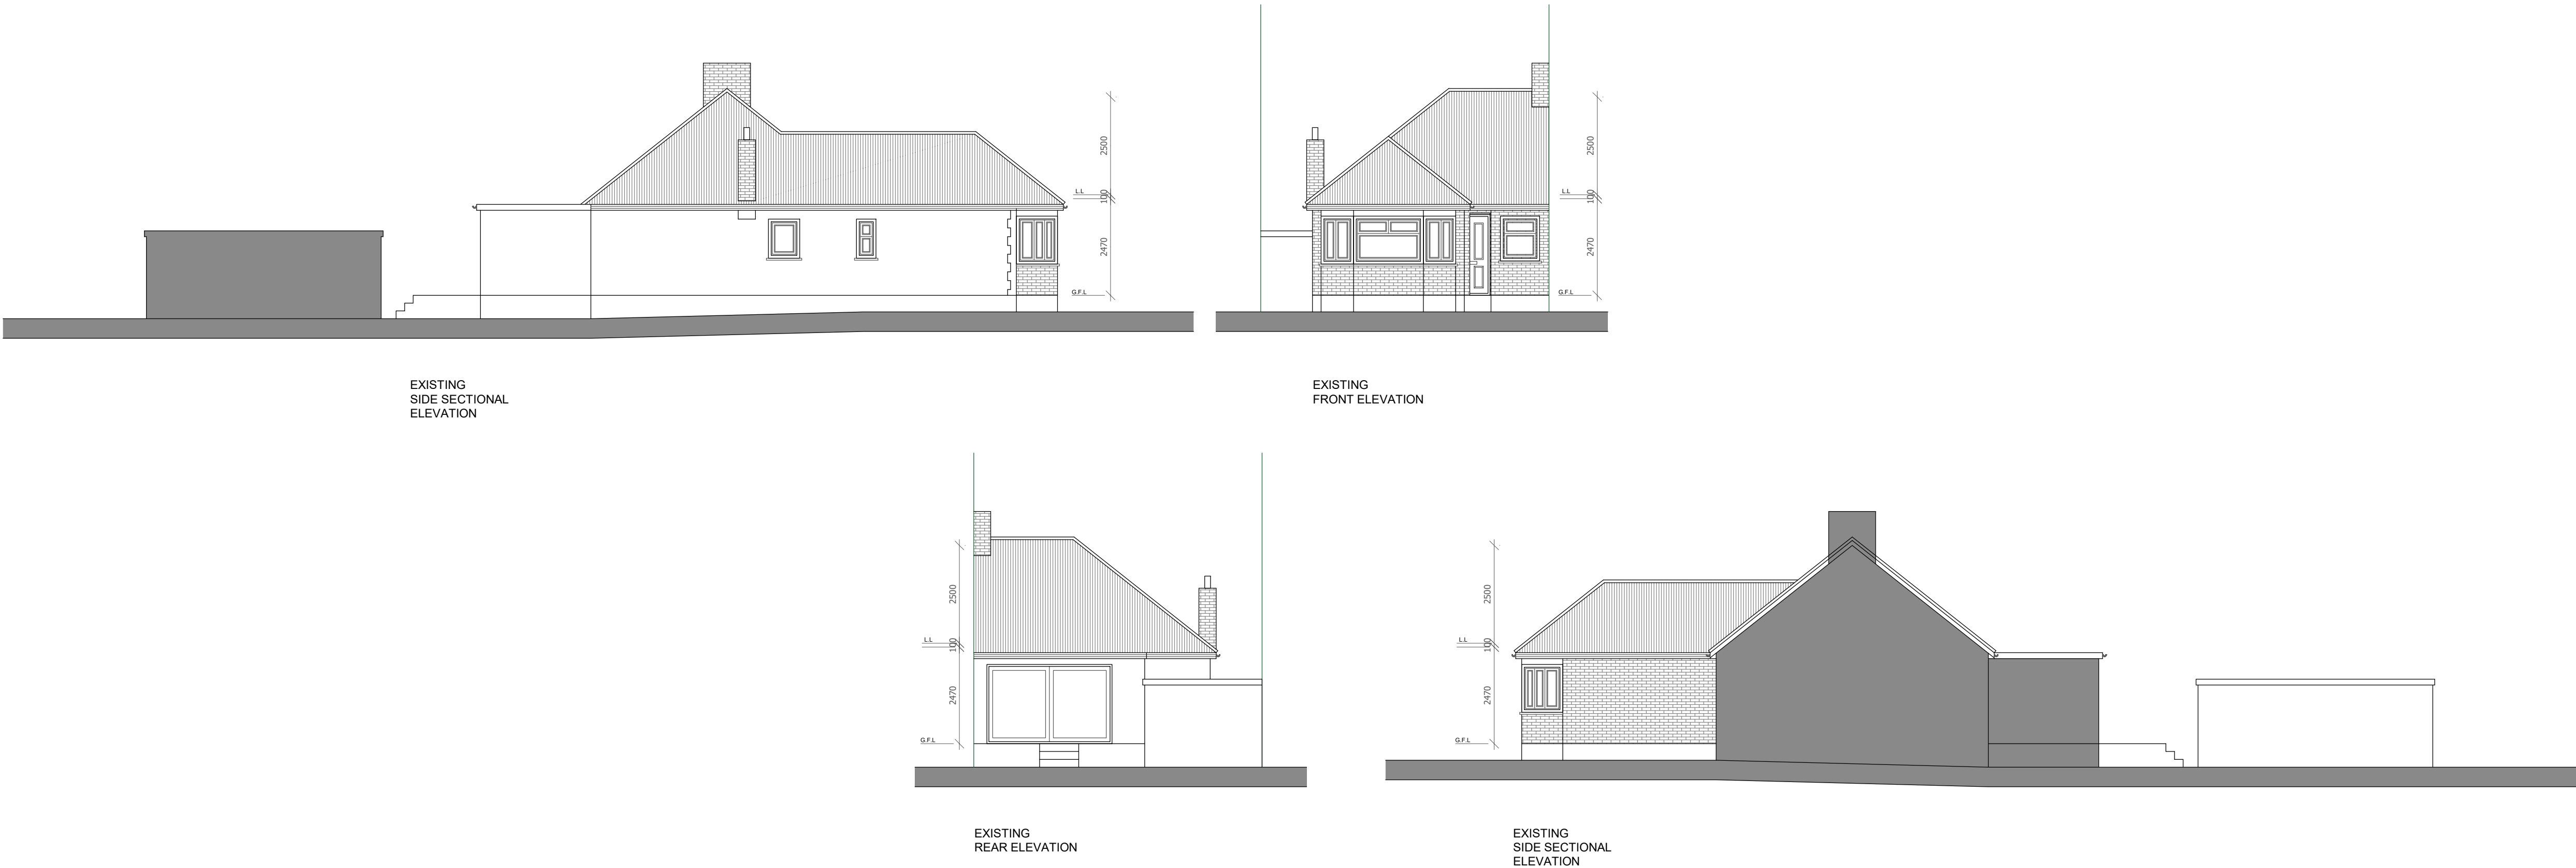 2500
L.L
100
2470
G.F.L
2500
L.L
100
2470
G.F.L
EXISTING
SIDE SECTIONAL
ELEVATION
EXISTING
FRONT ELEVATION
2500
L.L
100
2470
G.F.L
2500
L.L
100
2470
G.F.L
EXISTING
REAR ELEVATION
EXISTING
SIDE SECTIONAL
ELEVATION